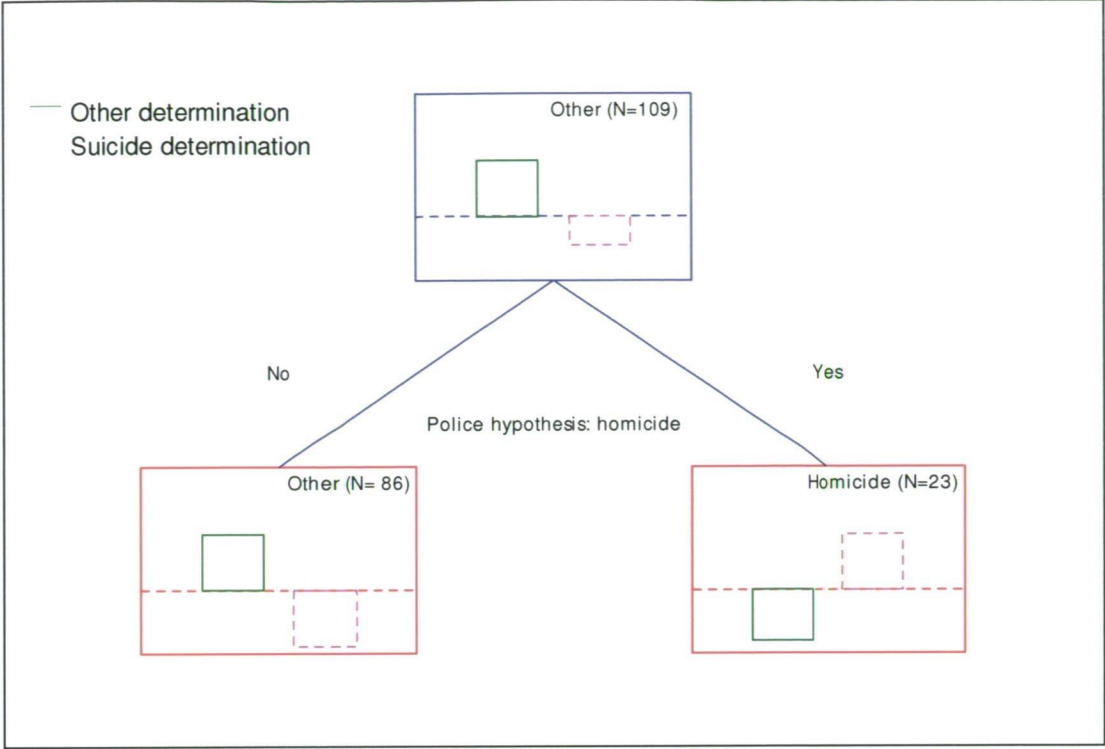 Other determination
Suicide determination
Other (N=109)
No
Yes
Police hypothesis: homicide
Other (N= 86)
Homicide (N=23)